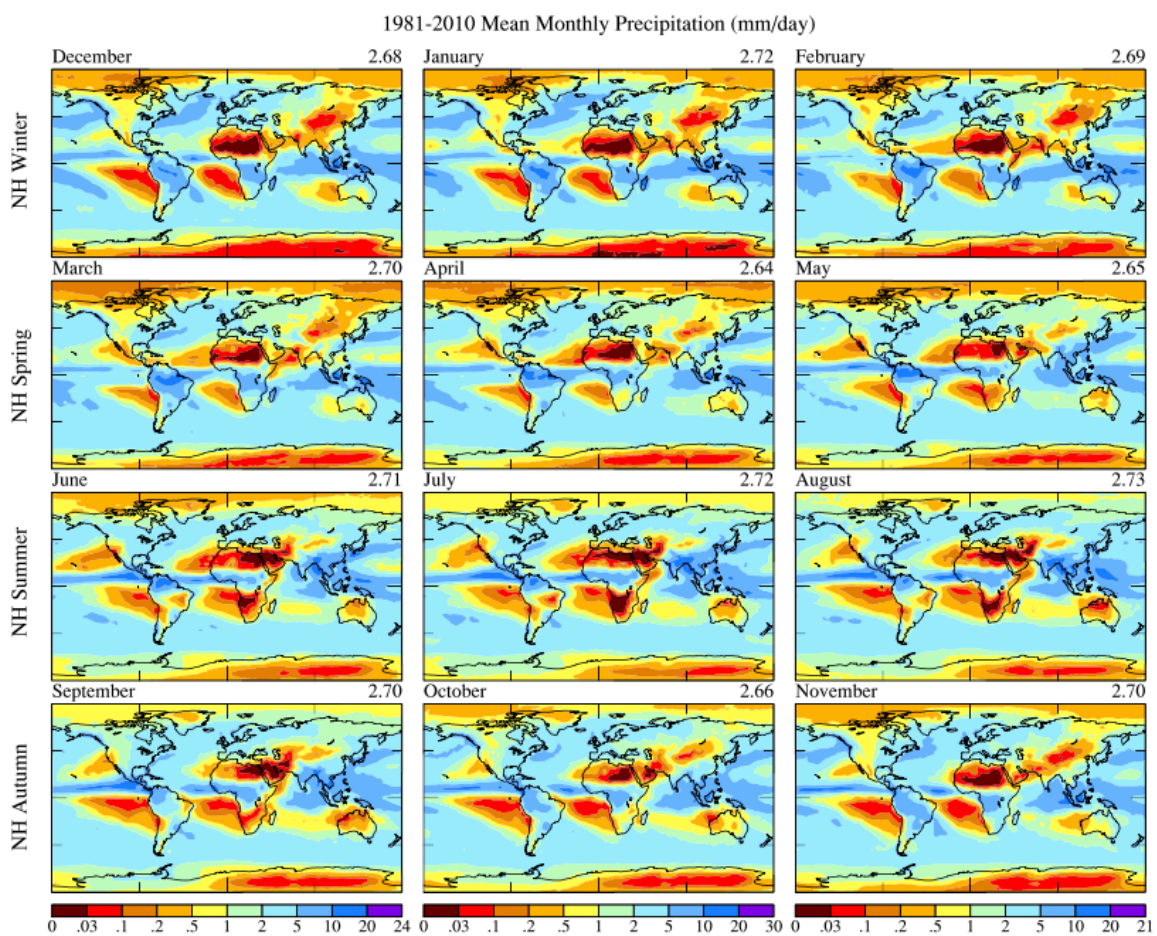 1981-2010 Mean Monthly Precipitation (mm/day)
NH Winter
December 2.68 January 2.72 February 2.69
NH Spring
March 2.70 April 2.64 May 2.65
NH Summer
June 2.71 July 2.72 August 2.73
NH Autumn
September 2.70 October 2.66 November 2.70
0 .03 .1 .2 .5 1 2 5 10 20 24 0 .03 .1 .2 .5 1 2 5 10 20 30 0 .03 .1 .2 .5 1 2 5 10 20 21